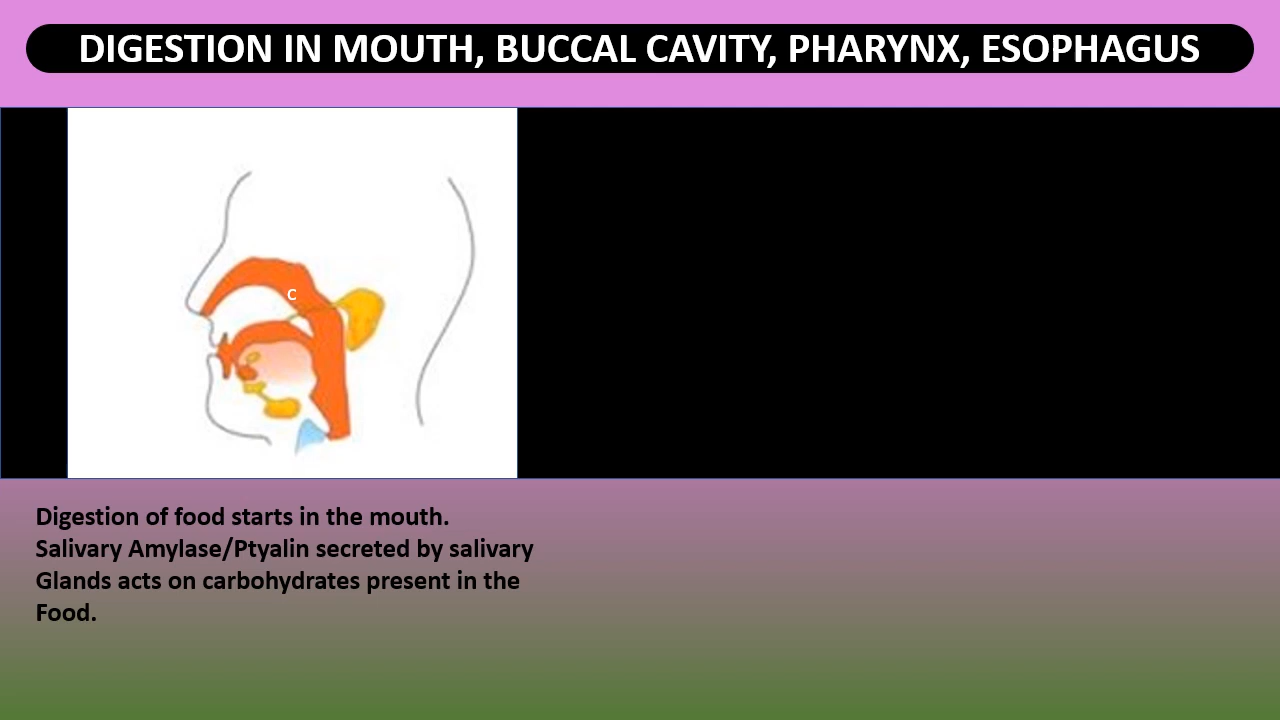 DIGESTION IN MOUTH, BUCCAL CAVITY, PHARYNX, ESOPHAGUS
C
Digestion of food starts in the mouth.
Salivary Amylase/Ptyalin secreted by salivary
Glands acts on carbohydrates present in the
Food.